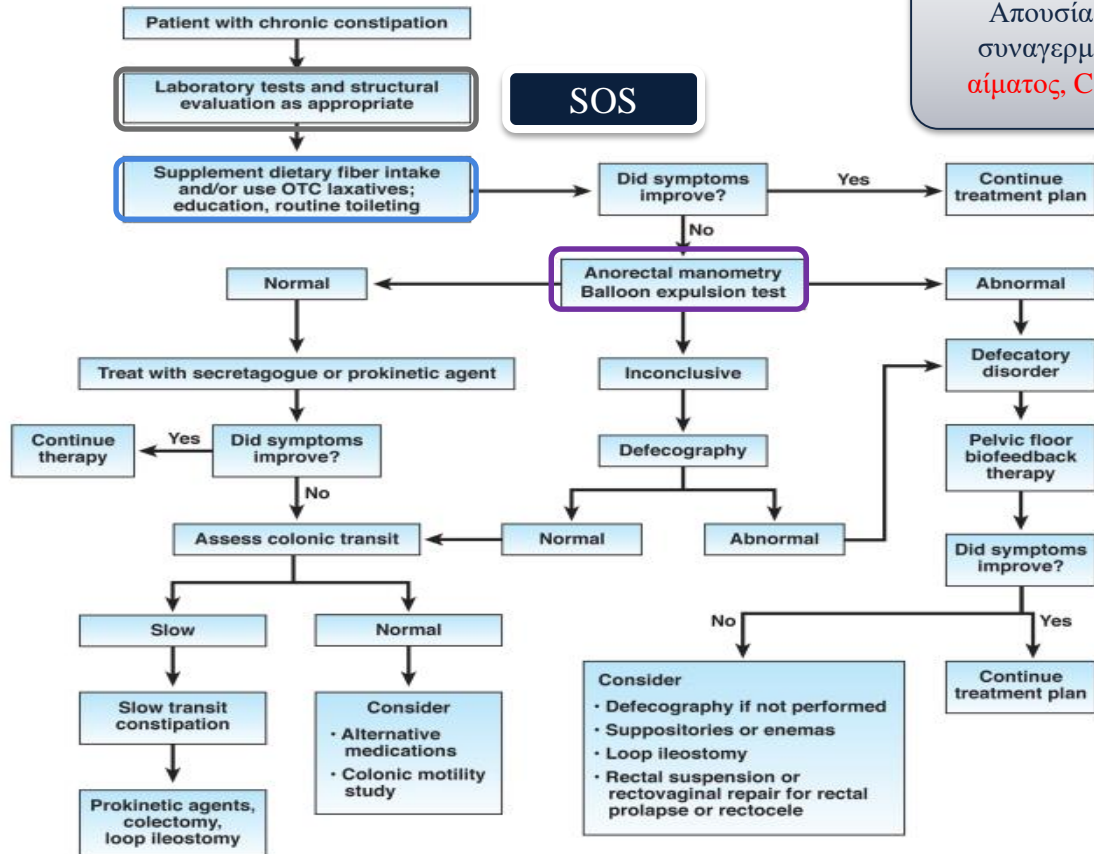 Patient with chronic constipation
Απουσία
συναγερμ
αίματος, C
Laboratory tests and structural
evaluation as appropriate
SOS
Supplement dietary fiber intake
and/or use OTC laxatives;
education, routine toileting
Did symptoms
improve?
Yes
Continue
treatment plan
No
Normal
Anorectal manometry
Balloon expulsion test
Abnormal
Treat with secretagogue or prokinetic agent
Inconclusive
Defecatory
disorder
Continue
therapy
Yes
Did symptoms
improve?
Defecography
Pelvic floor
biofeedback
therapy
No
Assess colonic transit
Normal
Abnormal
Did symptoms
improve?
Slow
Normal
No
Yes
Slow transit
constipation
Consider
· Alternative
medications
· Colonic motility
study
Consider
· Defecography if not performed
· Suppositories or enemas
· Loop ileostomy
· Rectal suspension or
rectovaginal repair for rectal
prolapse or rectocele
Continue
treatment plan
Prokinetic agents,
colectomy,
loop ileostomy